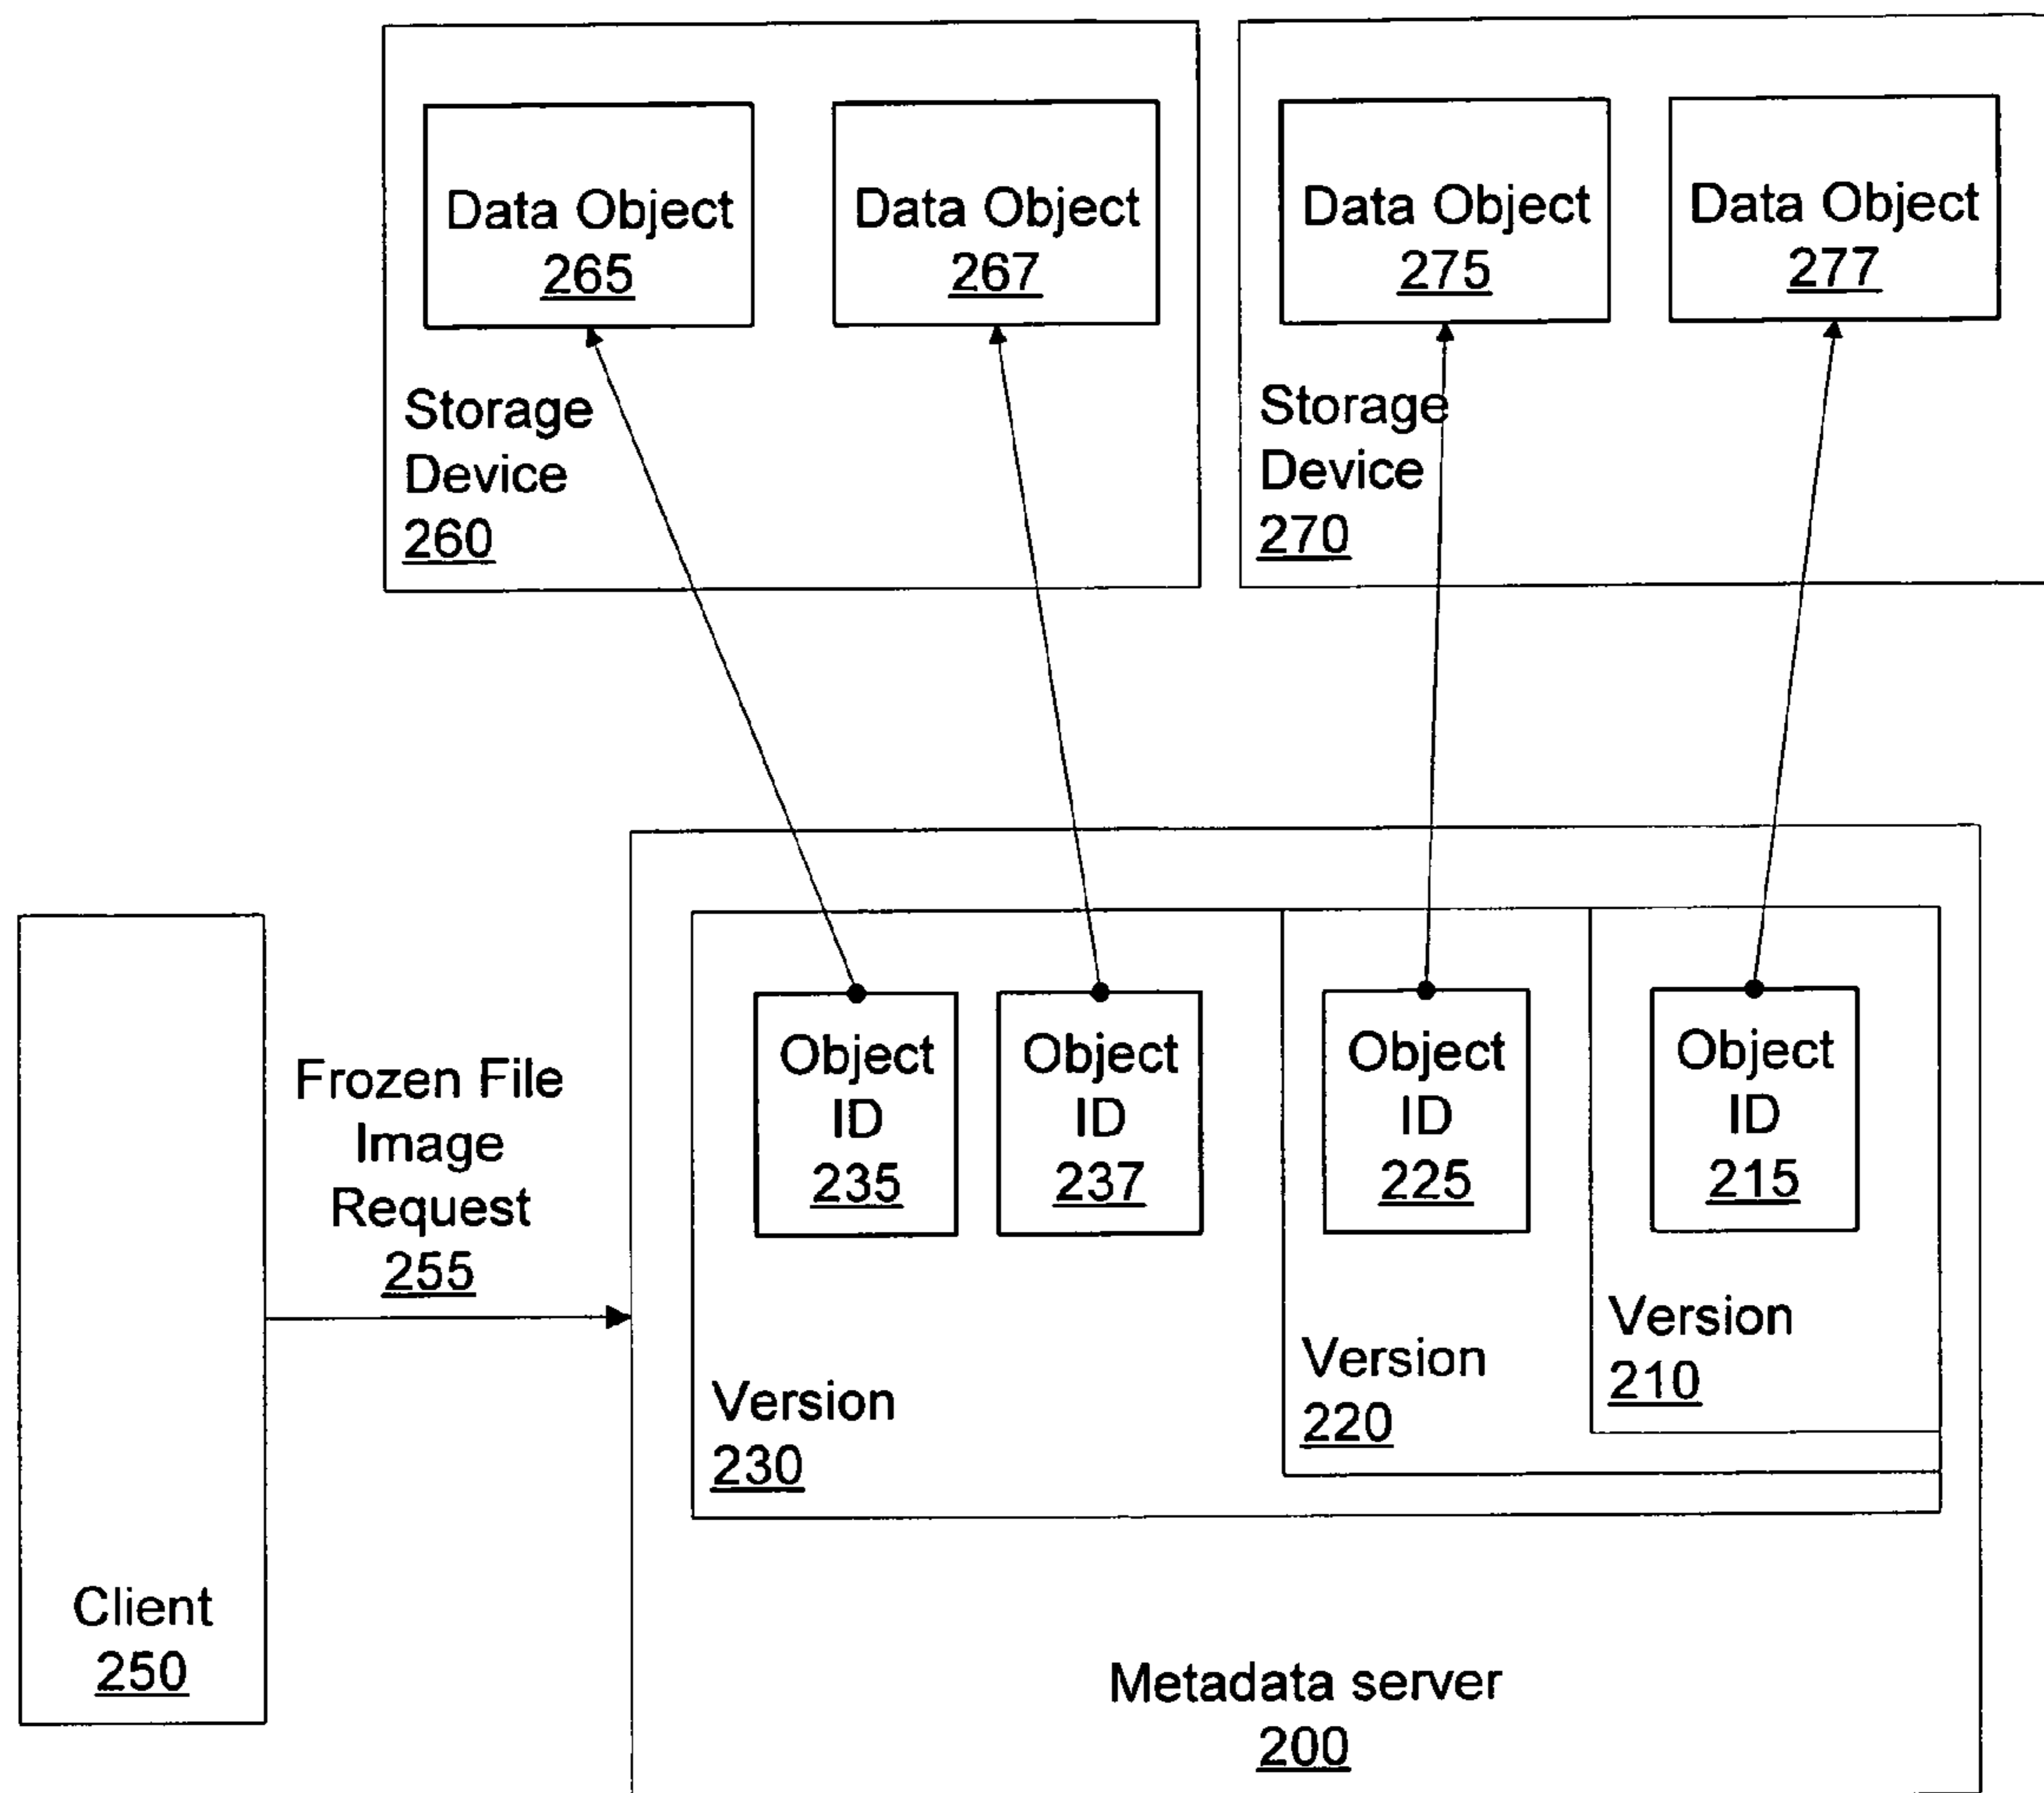 Data Object
265
Data Object
267
Data Object
275
Data Object
277
Storage
Device
260
Storage
Device
270
Frozen File
Image
Request
255
Object
ID
235
Object
ID
237
Object
ID
225
Object
ID
215
Version
230
Version
220
Version
210
Client
250
Metadata server
200